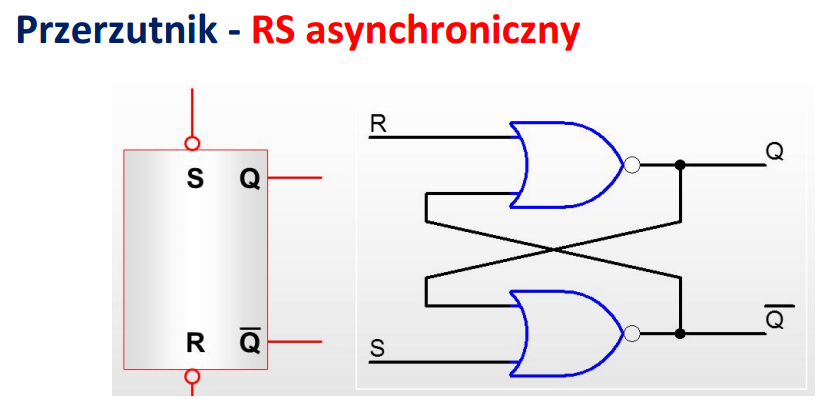 Przerzutnik - RS asynchroniczny
S Q
R Q̅
R
Q
S
Q̅